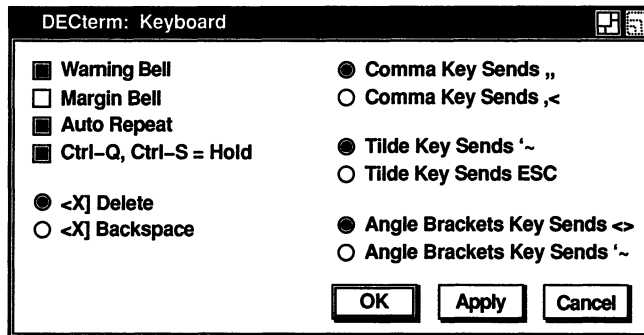 DECterm: Keyboard
Warning Bell
Margin Bell
Auto Repeat
Ctrl–Q, Ctrl–S = Hold
<X] Delete
<X] Backspace
Comma Key Sends ,,
Comma Key Sends ,<
Tilde Key Sends ‘~
Tilde Key Sends ESC
Angle Brackets Key Sends <>
Angle Brackets Key Sends ‘~
OK
Apply
Cancel